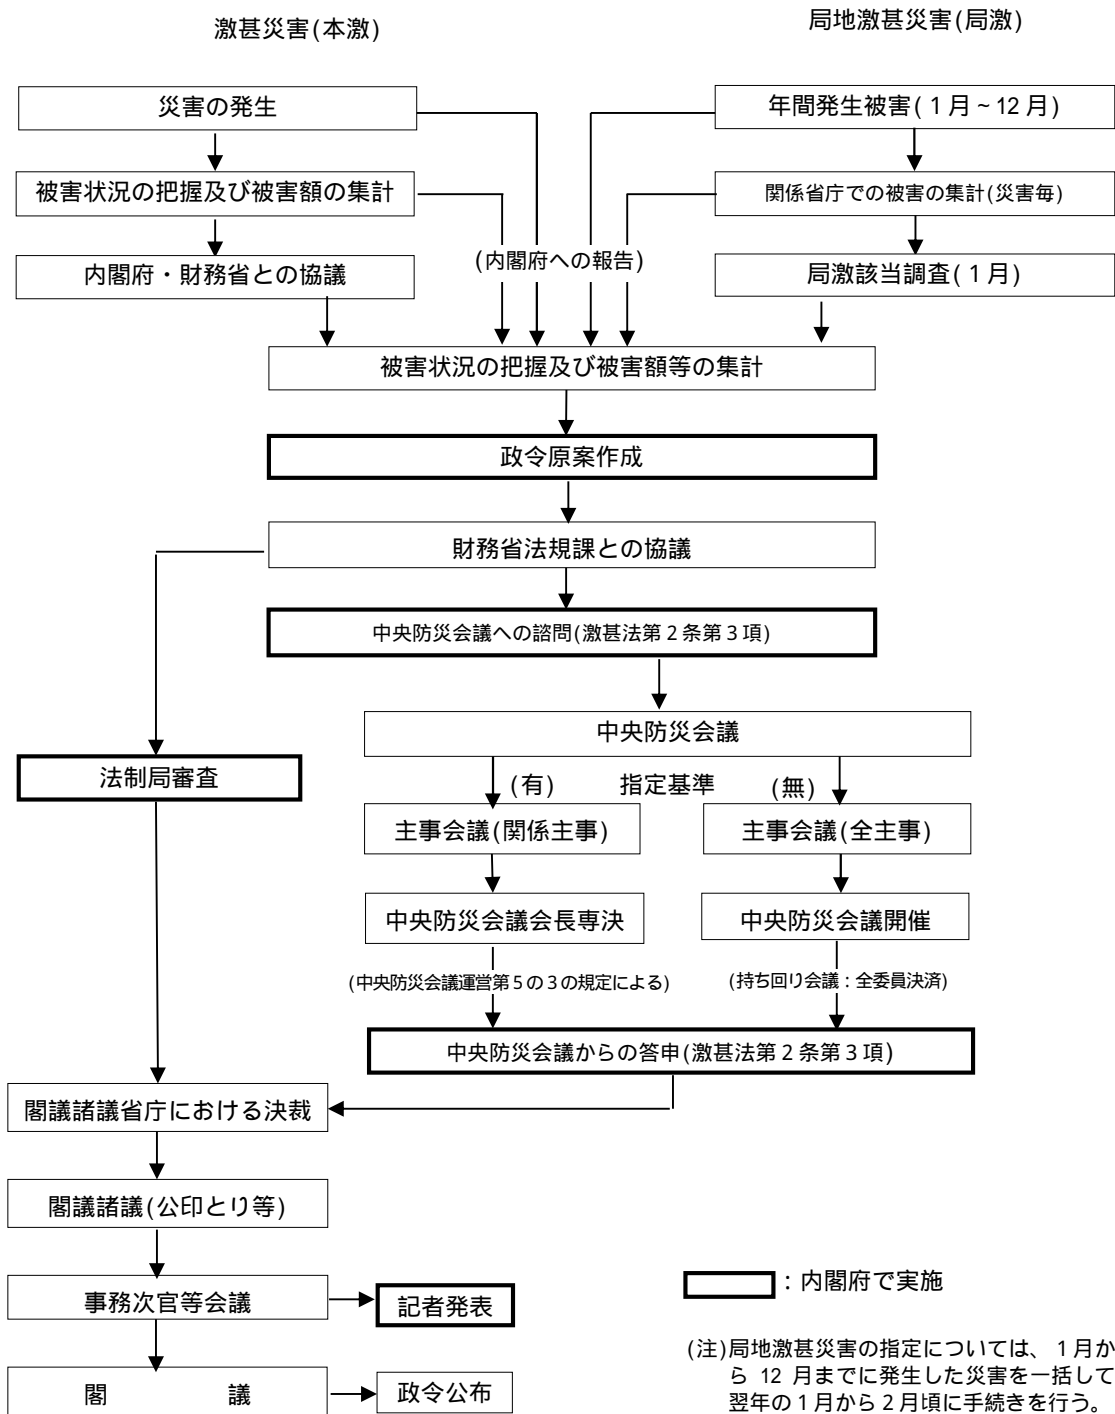 激甚災害(本激)
局地激甚災害(局激)
災害の発生
年間発生被害(1月~12月)
被害状況の把握及び被害額の集計
関係省庁での被害の集計(災害毎)
内閣府・財務省との協議
(内閣府への報告)
局激該当調査(1月)
被害状況の把握及び被害額等の集計
政令原案作成
財務省法規課との協議
中央防災会議への諮問(激甚法第2条第3項)
中央防災会議
法制局審査
(有) 指定基準 (無)
主事会議(関係主事)
主事会議(全主事)
中央防災会議会長専決
中央防災会議開催
(中央防災会議運営第5の3の規定による)
(持ち回り会議:全委員決済)
中央防災会議からの答申(激甚法第2条第3項)
閣議諸議省庁における決裁
閣議諸議(公印とり等)
事務次官等会議
記者発表
:内閣府で実施
閣 議
政令公布
(注)局地激甚災害の指定については、1月か
ら 12 月までに発生した災害を一括して
翌年の1月から2月頃に手続きを行う。